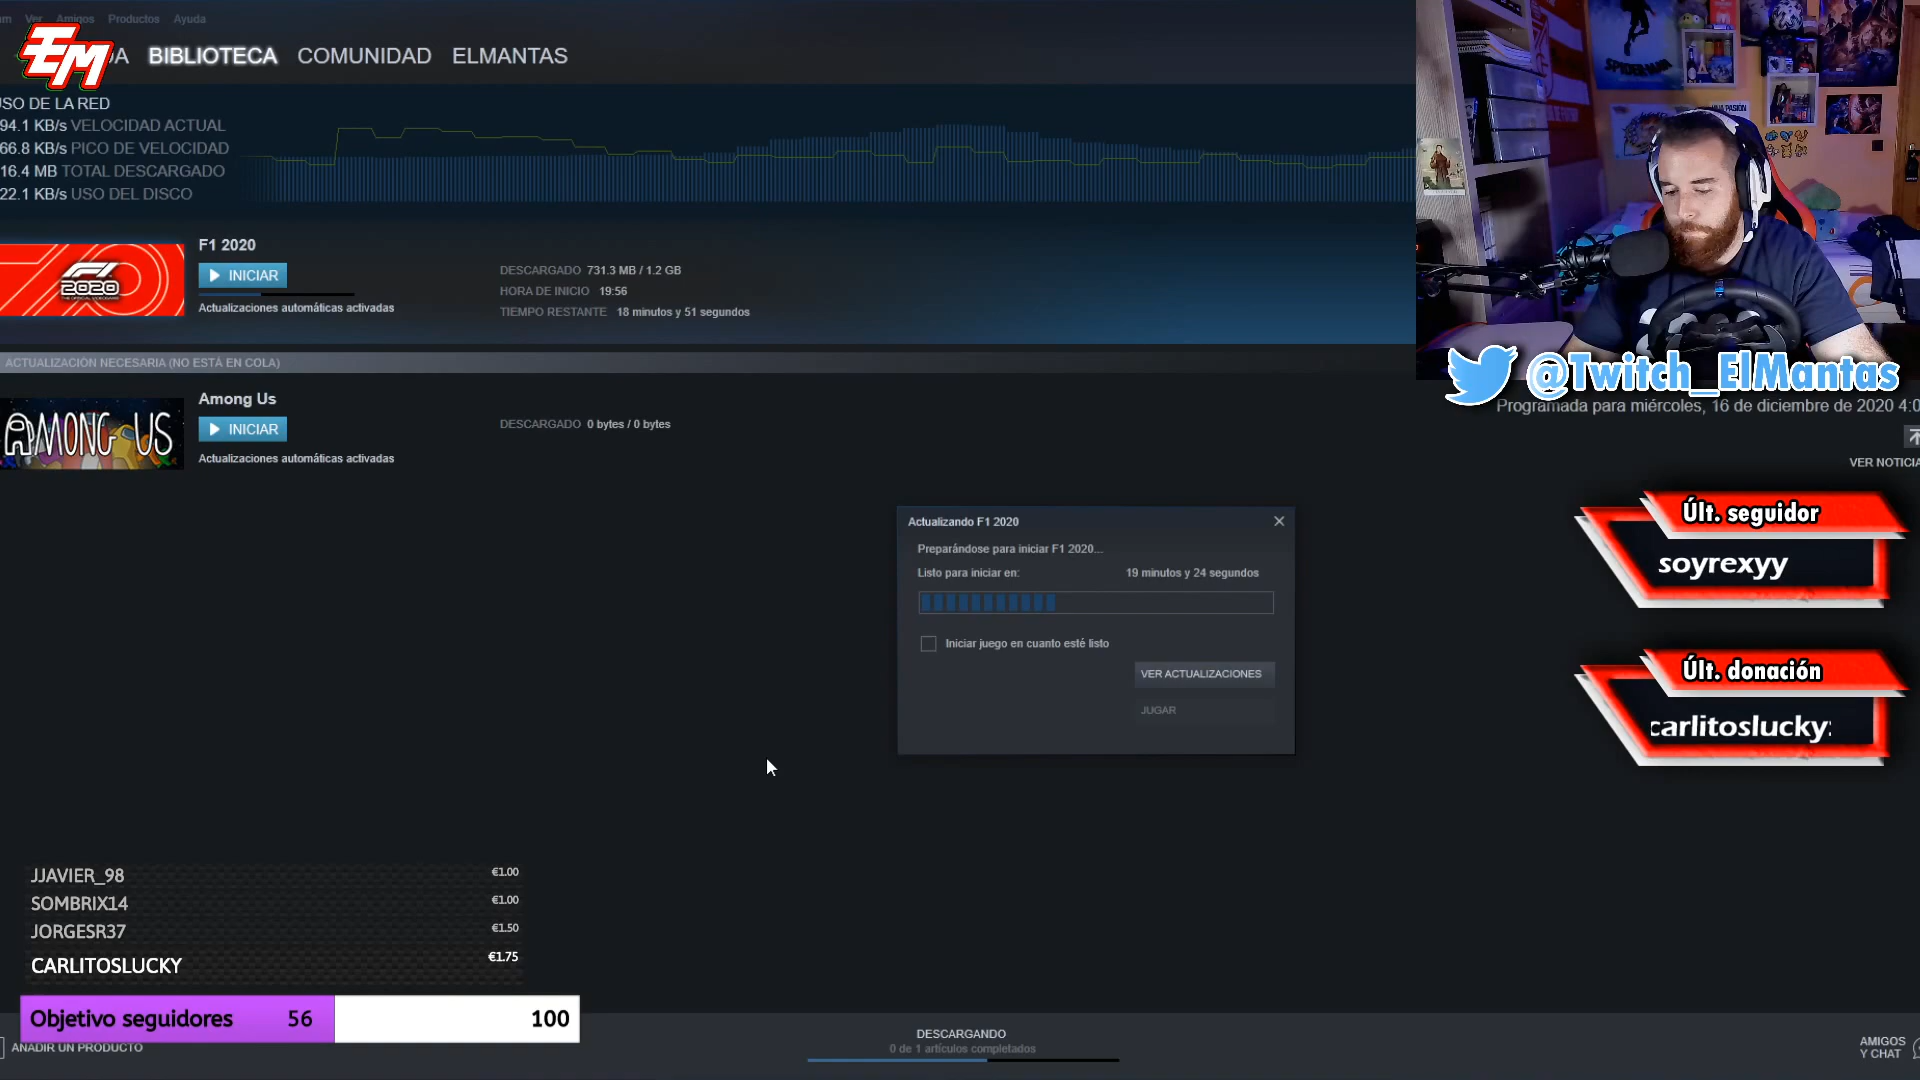 am Ver Amigos Productos Ayuda
EM
DA BIBLIOTECA COMUNIDAD ELMANTAS
USO DE LA RED
94.1 KB/s VELOCIDAD ACTUAL
66.8 KB/s PICO DE VELOCIDAD
16.4 MB TOTAL DESCARGADO
22.1 KB/s USO DEL DISCO
F1 2020
INICIAR
Actualizaciones automáticas activadas
DESCARGADO 731.3 MB / 1.2 GB
HORA DE INICIO 19:56
TIEMPO RESTANTE 18 minutos y 51 segundos
F1
2020
ACTUALIZACIÓN NECESARIA (NO ESTÁ EN COLA)
AMONG US
Among Us
INICIAR
Actualizaciones automáticas activadas
DESCARGADO 0 bytes / 0 bytes
SPIDER-MAN
@Twitch_ElMantas
Programada para miércoles, 16 de diciembre de 2020 4:0
VER NOTICIA
Últ. seguidor
soyrexyy
Últ. donación
carlitoslucky:
Actualizando F1 2020
Preparándose para iniciar F1 2020...
Listo para iniciar en: 19 minutos y 24 segundos
Iniciar juego en cuanto esté listo
VER ACTUALIZACIONES
JUGAR
JJAVIER_98 €1.00
SOMBRIX14 €1.00
JORGESR37 €1.50
CARLITOSLUCKY €1.75
Objetivo seguidores 56 100
AÑADIR UN PRODUCTO
DESCARGANDO
0 de 1 artículos completados
AMIGOS
Y CHAT